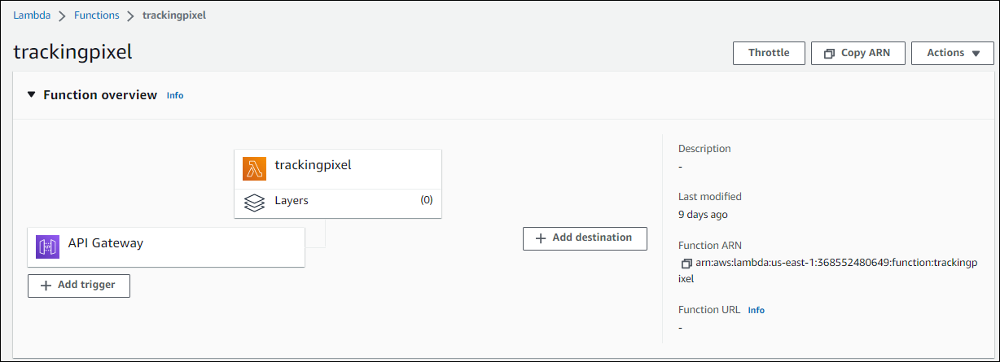 Lambda > Functions > trackingpixel
trackingpixel
Throttle
Copy ARN
Actions
Function overview Info
trackingpixel
Layers (0)
API Gateway
+ Add trigger
+ Add destination
Description
-
Last modified
9 days ago
Function ARN
arn:aws:lambda:us-east-1:368552480649:function:trackingp
ixel
Function URL Info
-